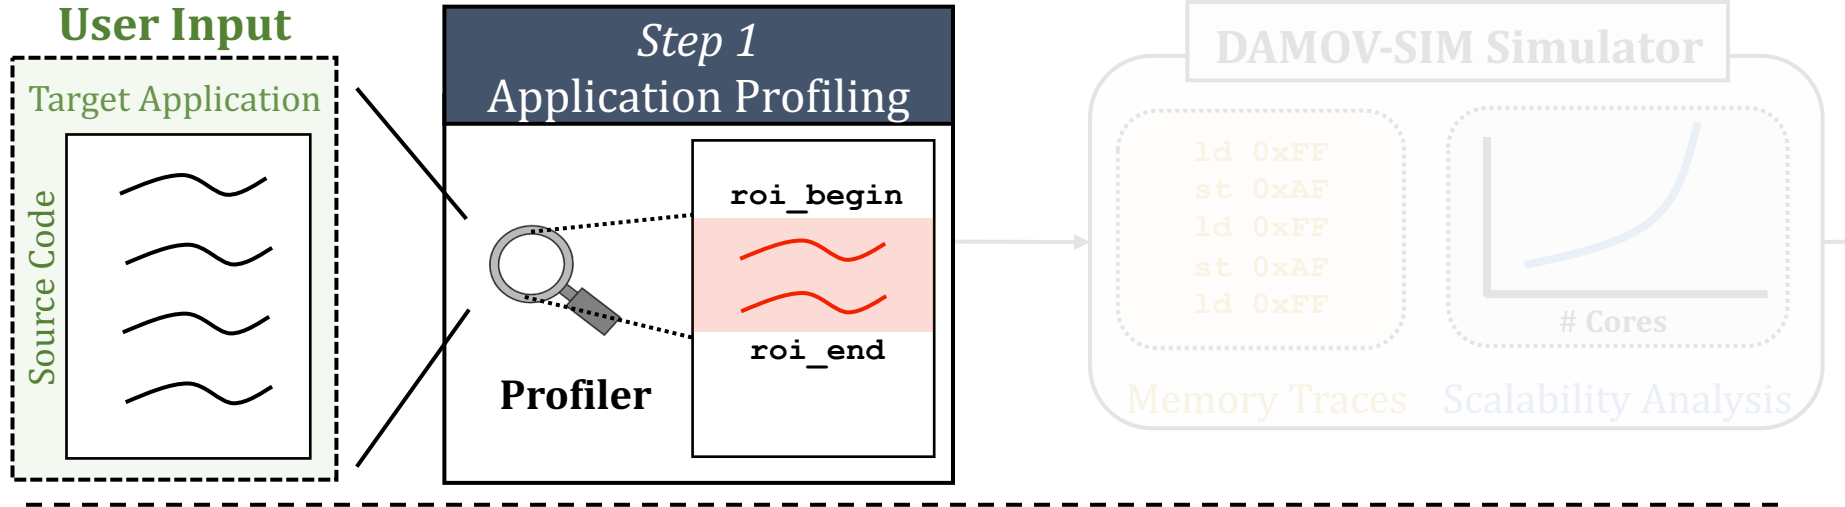 User Input
Target Application
Source Code
Step 1
Application Profiling
roi_begin
roi_end
Profiler
DAMOV-SIM Simulator
ld 0xFF
st 0xAF
ld 0xFF
st 0xAF
ld 0xFF
Memory Traces
# Cores
Scalability Analysis